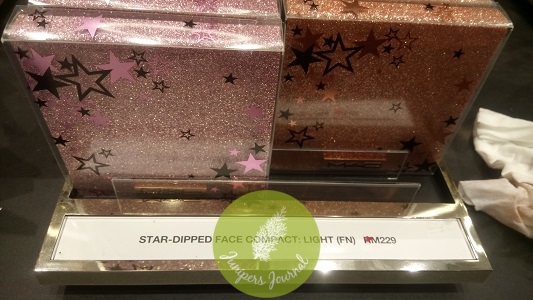 STAR-DIPPED FACE COMPACT: LIGHT (FN) RM229
Junipers Journal